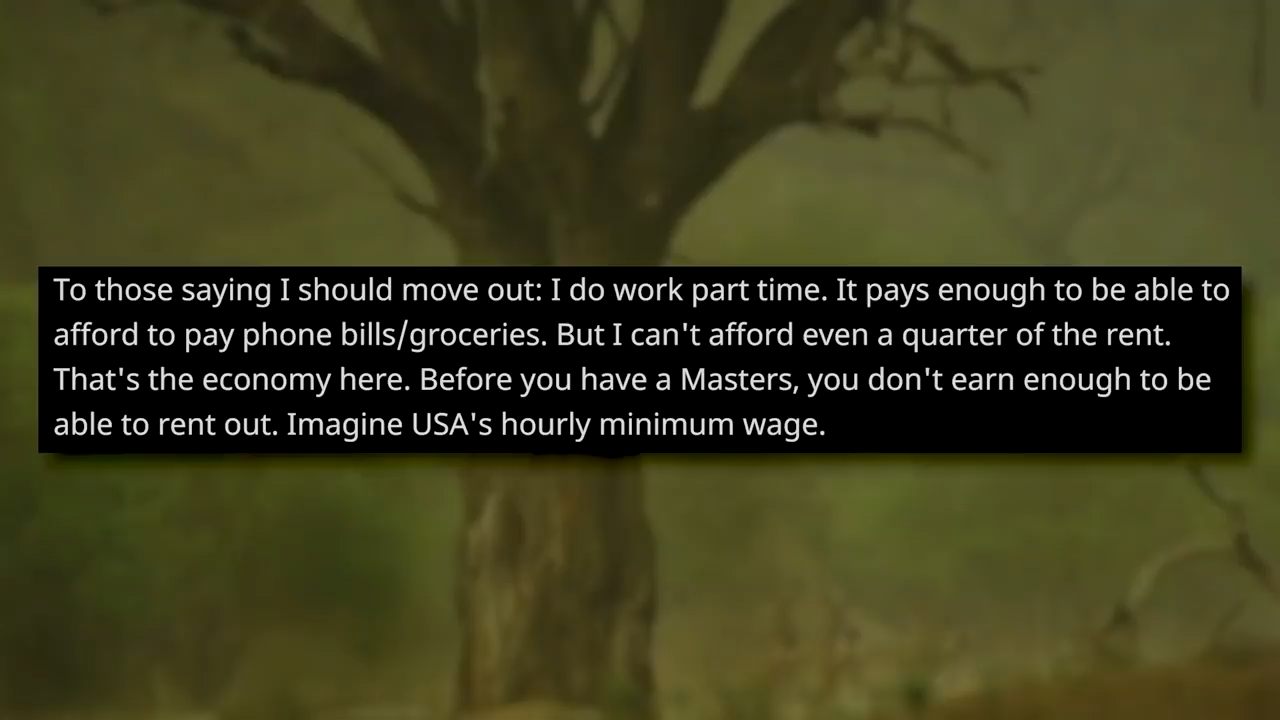 To those saying I should move out: I do work part time. It pays enough to be able to
afford to pay phone bills/groceries. But I can't afford even a quarter of the rent.
That's the economy here. Before you have a Masters, you don't earn enough to be
able to rent out. Imagine USA's hourly minimum wage.